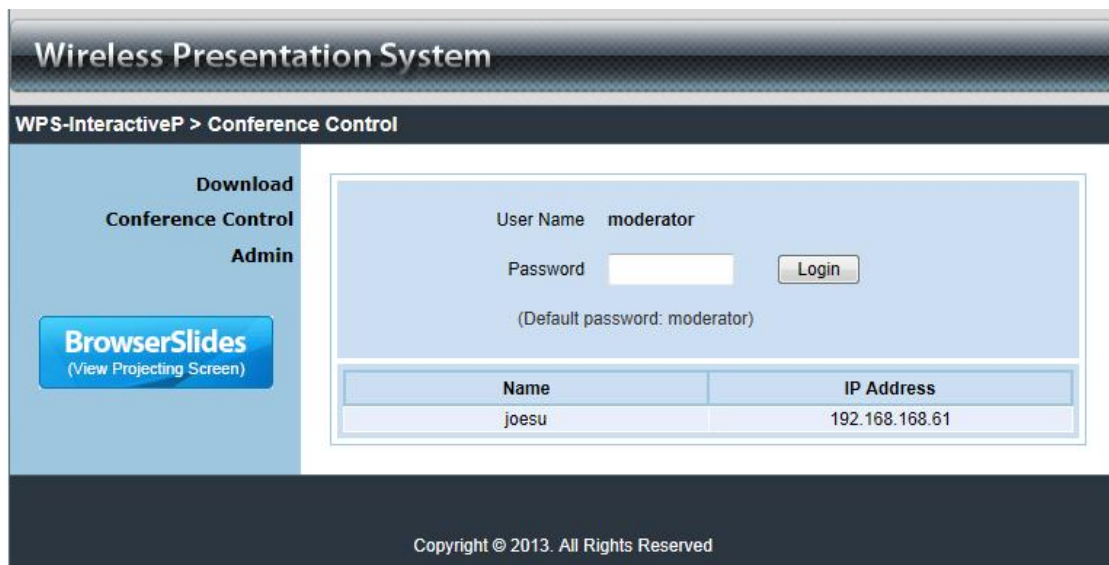 Wireless Presentation System
WPS-InteractiveP > Conference Control
Download
Conference Control
Admin
BrowserSlides
(View Projecting Screen)
User Name moderator
Password Login
(Default password: moderator)
Name IP Address
joesu 192.168.168.61
Copyright © 2013. All Rights Reserved